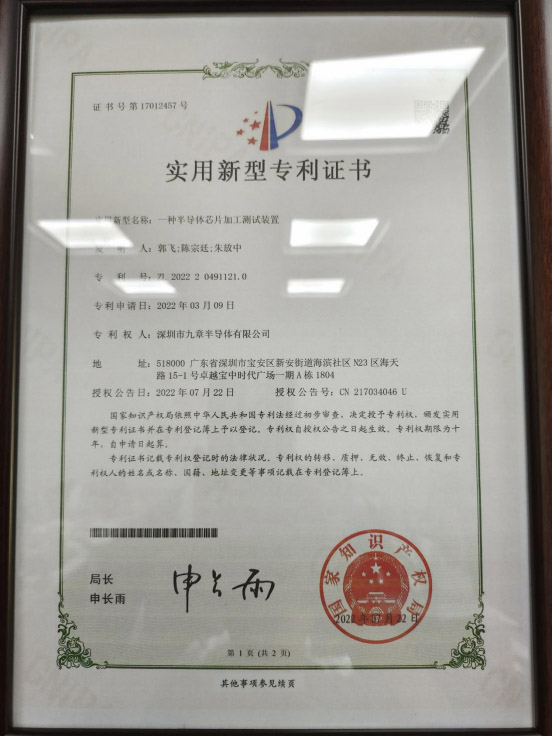 证书号第17012457号
实用新型专利证书
实用新型名称：一种半导体芯片加工测试装置
发 明 人：郭飞;陈宗廷;朱放中
专 利 号：ZL 2022 2 0491121.0
专利申请日：2022年03月09日
专 利 权 人：深圳市九章半导体有限公司
地 址：518000 广东省深圳市宝安区新安街道海滨社区N23区海天
路15-1号卓越宝中时代广场一期A栋1804
授权公告日：2022年07月22日 授权公告号：CN 217034046 U
国家知识产权局依照中华人民共和国专利法经过初步审查，决定授予专利权，颁发实用
新型专利证书并在专利登记簿上予以登记。专利权自授权公告之日起生效。专利权期限为十
年，自申请日起算。
专利证书记载专利权登记时的法律状况。专利权的转移、质押、无效、终止、恢复和专
利权人的姓名或名称、国籍、地址变更等事项记载在专利登记簿上。
局长
申长雨
申长雨
国家知识产权局
2022年07月22日
第 1 页 (共 2 页)
其他事项参见续页